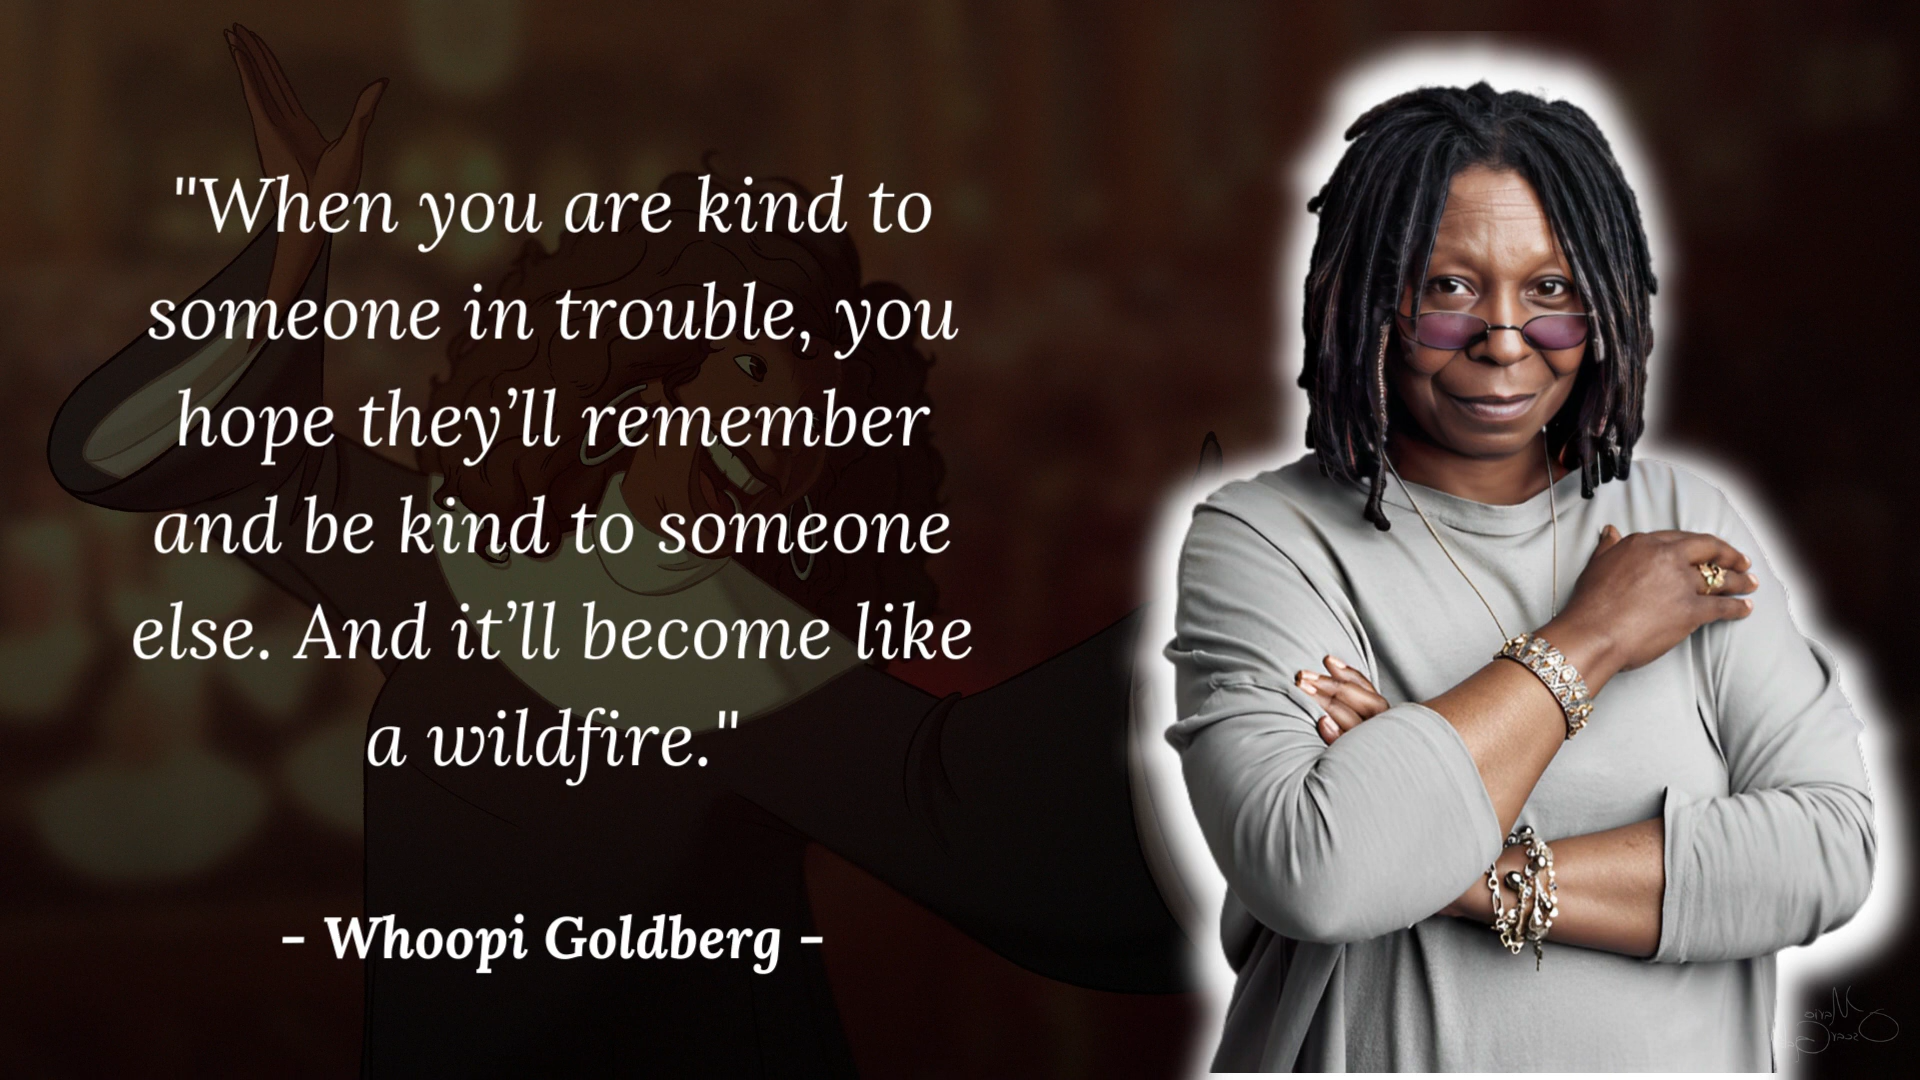 "When you are kind to
someone in trouble, you
hope they’ll remember
and be kind to someone
else. And it’ll become like
a wildfire."
- Whoopi Goldberg -